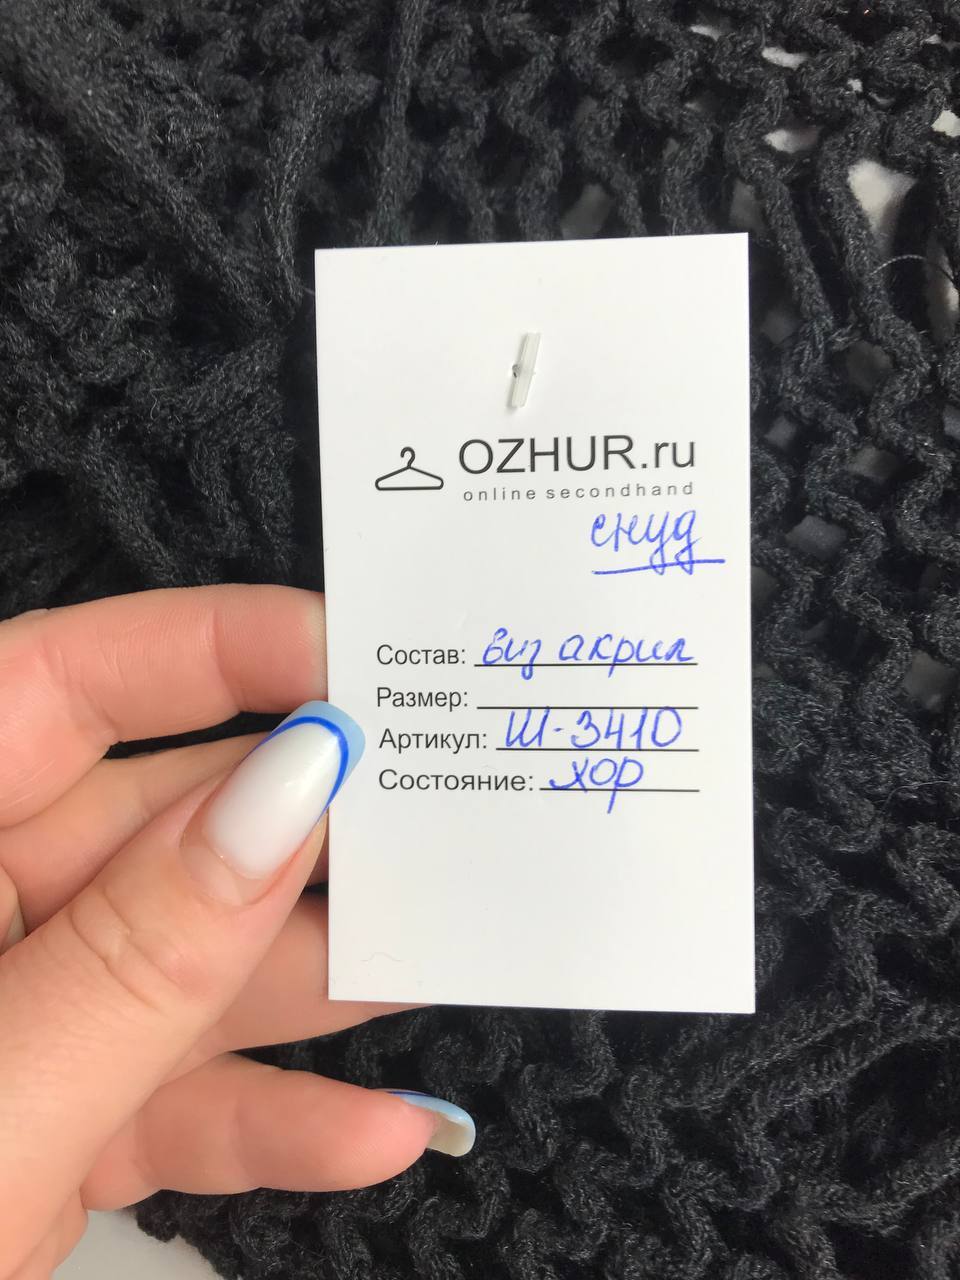 OZHUR.ru
online secondhand
снуд
Состав: виз акрил
Размер:
Артикул: Ш-3410
Состояние: хор